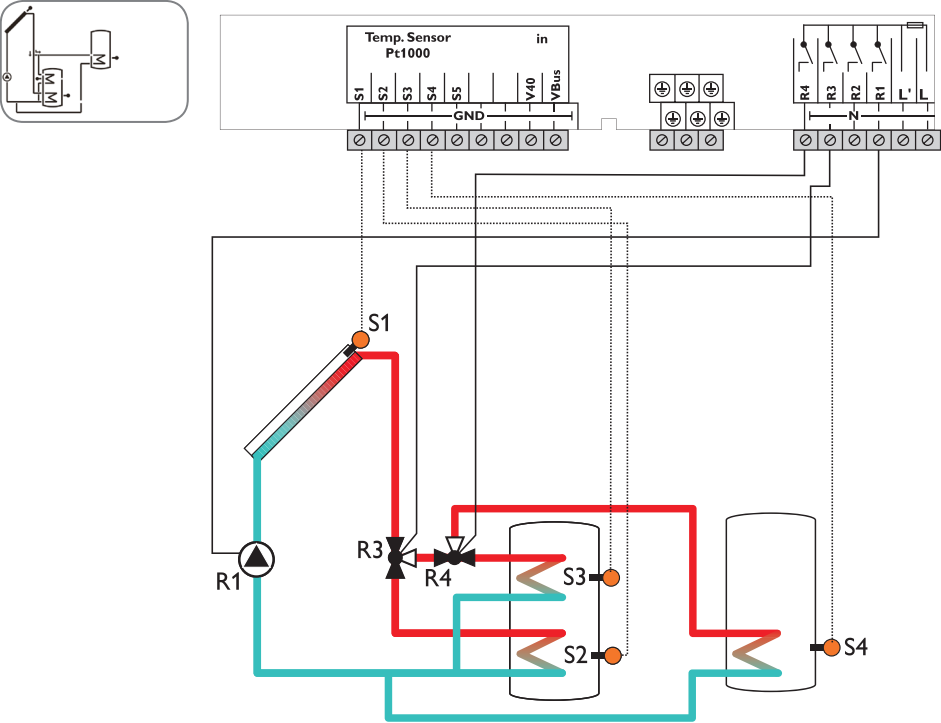 Temp. Sensor in
Pt1000
S1 S2 S3 S4 S5 V40 VBus
GND
R4 R3 R2 R1 L' L
N
S1
R3
R4
R1
S3
S2
S4